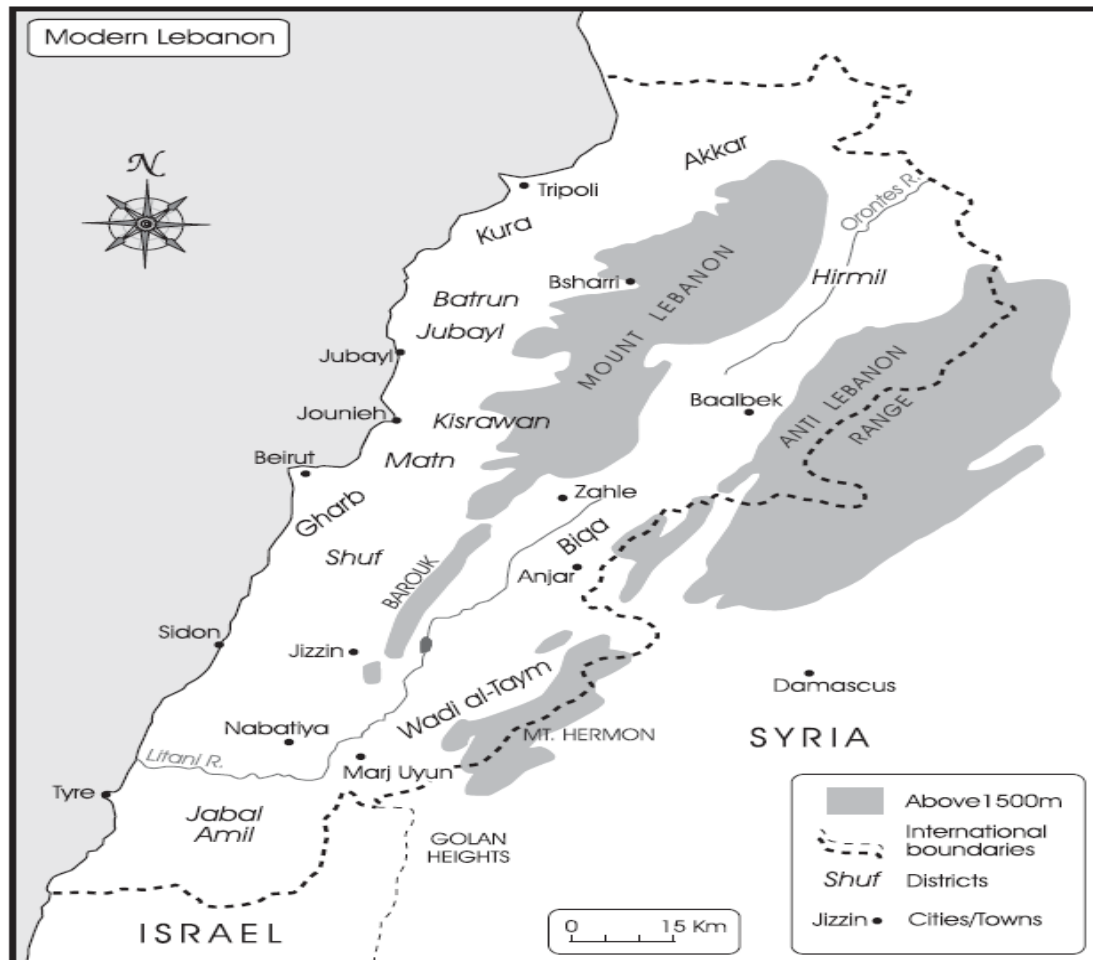 Modern Lebanon
N
Akkar
Tripoli
Orontes R.
Kura
Bsharri
MOUNT LEBANON
Hirmil
Batrun
Jubayl
Jubayl
ANTI LEBANON
RANGE
Baalbek
Jounieh
Kisrawan
Beirut
Matn
Zahle
Gharb
Biqa
Shuf
BAROUK
Anjar
Sidon
Jizzin
Damascus
Wadi al-Taym
Nabatiya
MT. HERMON
SYRIA
Litani R.
Marj Uyun
Tyre
Jabal
Amil
GOLAN
HEIGHTS
ISRAEL
0 15 Km
Above1500m
International
boundaries
Shuf Districts
Jizzin Cities/Towns